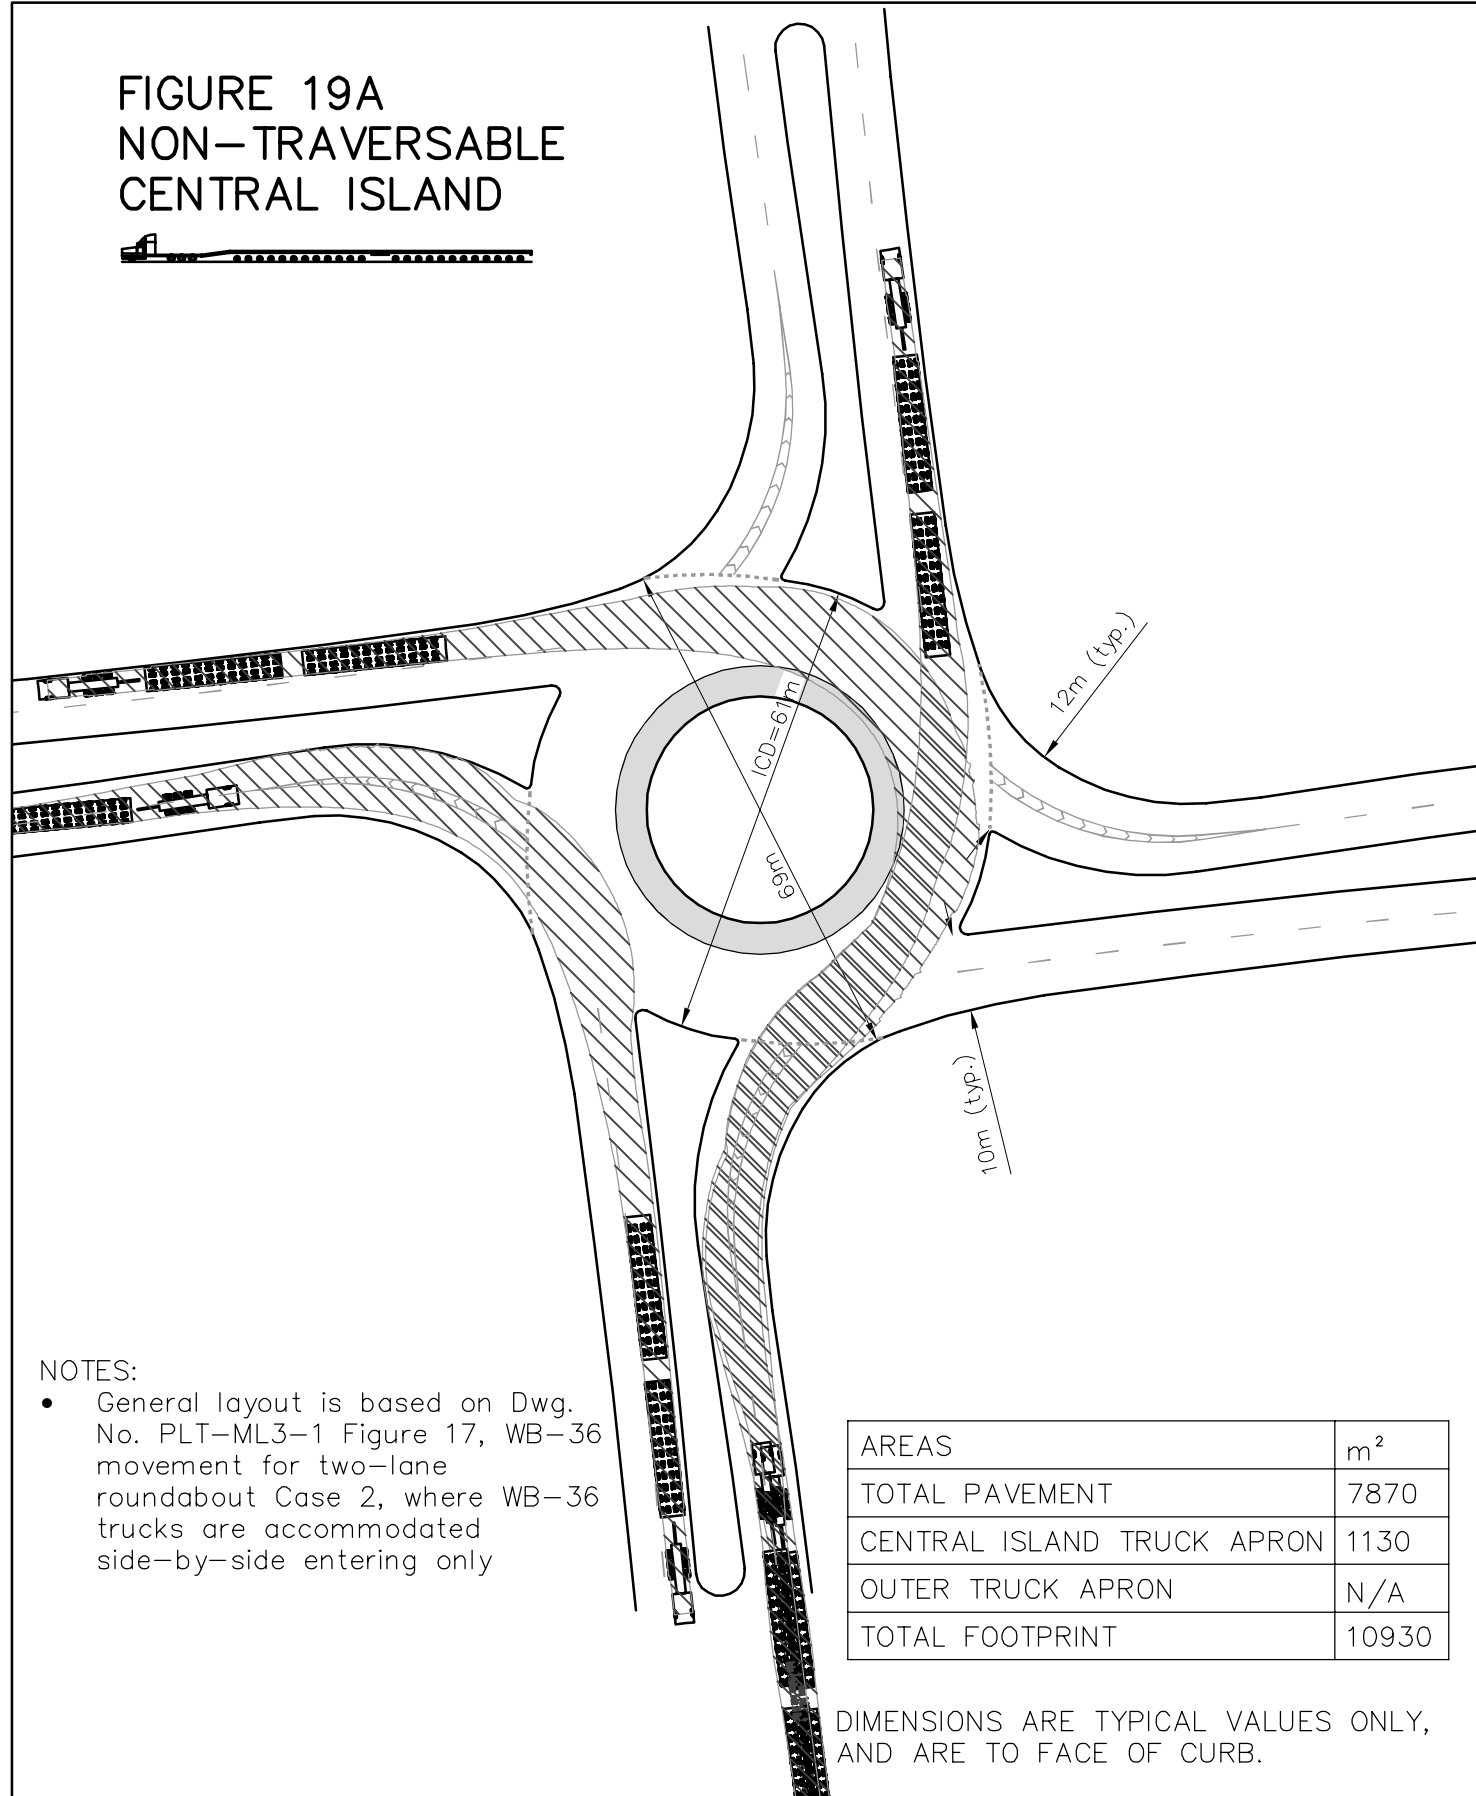 FIGURE 19A
NON-TRAVERSABLE
CENTRAL ISLAND
12m (typ.)
ICD=61m
69m
10m (typ.)
NOTES:
• General layout is based on Dwg.
No. PLT-ML3-1 Figure 17, WB-36
movement for two-lane
roundabout Case 2, where WB-36
trucks are accommodated
side-by-side entering only
AREAS m²
TOTAL PAVEMENT 7870
CENTRAL ISLAND TRUCK APRON 1130
OUTER TRUCK APRON N/A
TOTAL FOOTPRINT 10930
DIMENSIONS ARE TYPICAL VALUES ONLY,
AND ARE TO FACE OF CURB.